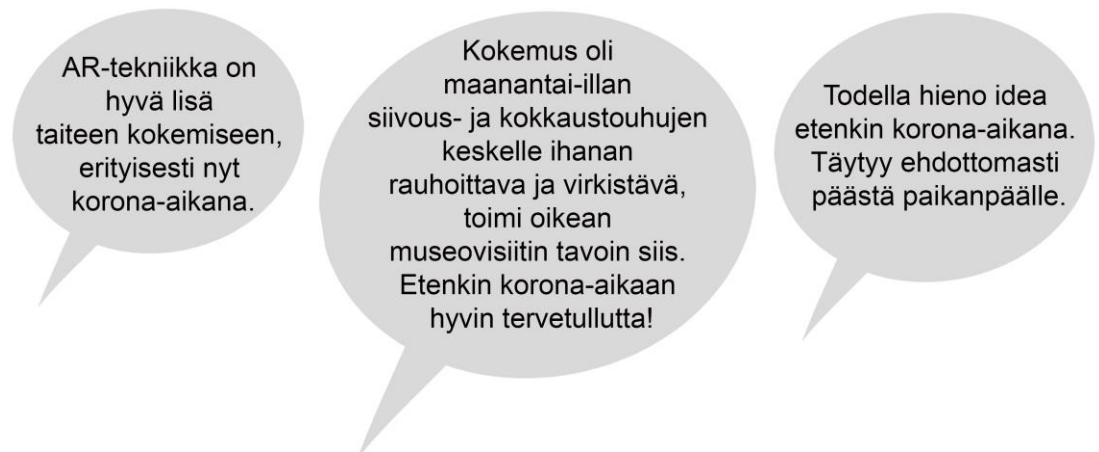 AR-tekniikka on
hyvä lisä
taiteen kokemiseen,
erityisesti nyt
korona-aikana.
Kokemus oli
maanantai-illan
siivous- ja kokkaustouhujen
keskelle ihanan
rauhoittava ja virkistävä,
toimi oikean
museovisiitin tavoin siis.
Etenkin korona-aikaan
hyvin tervetullutta!
Todella hieno idea
etenkin korona-aikana.
Täytyy ehdottomasti
päästä paikanpäälle.